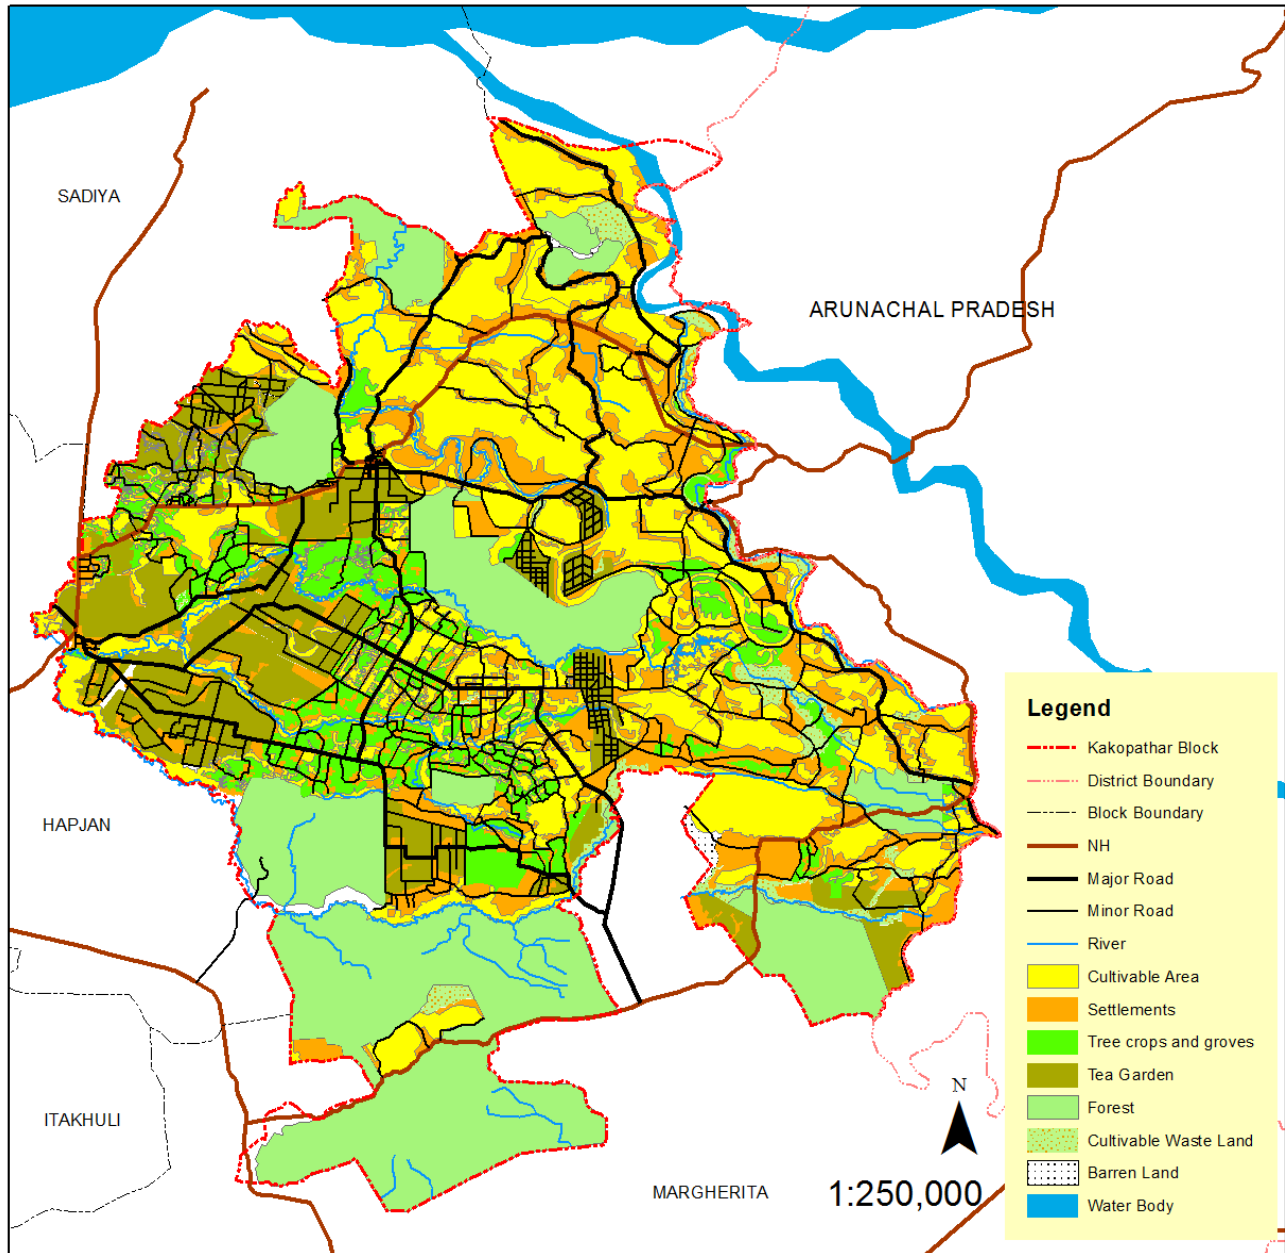 SADIYA
ARUNACHAL PRADESH
HAPJAN
ITAKHULI
MARGHERITA
N
1:250,000
Legend
Kakopathar Block
District Boundary
Block Boundary
NH
Major Road
Minor Road
River
Cultivable Area
Settlements
Tree crops and groves
Tea Garden
Forest
Cultivable Waste Land
Barren Land
Water Body